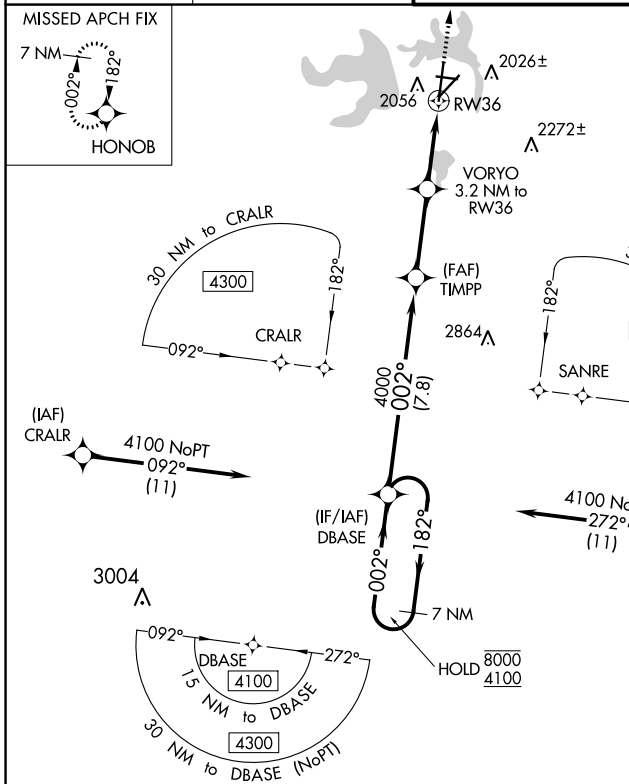 MISSED APCH FIX
7 NM
002°
182°
HONOB
2026±
2056
RW36
2272±
VORYO
3.2 NM to
RW36
30 NM to CRALR
4300
182°
092°
CRALR
(FAF)
TIMPP
2864
182°
SANRE
4000
002°
(7.8)
(IAF)
CRALR
4100 NoPT
092°
(11)
(IF/IAF)
DBASE
4100 No
272°
(11)
002°
182°
7 NM
HOLD
8000
4100
3004
092°
272°
DBASE
4100
15 NM to DBASE
4300
30 NM to DBASE (NoPT)